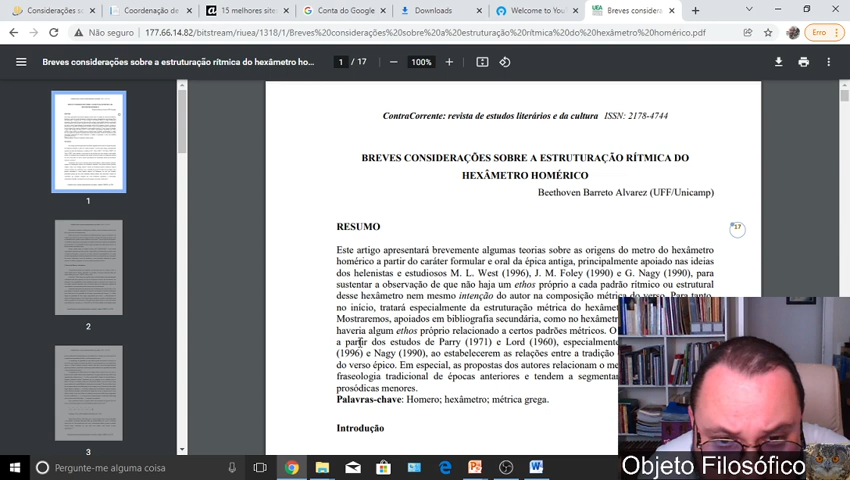 Considerações s
Coordenação de
15 melhores site
Conta do Google
Downloads
Welcome to You
Breves considera
Não seguro
177.66.14.82/bitstream/riuea/1318/1/Breves%20considerações%20sobre%20a%20estruturação%20rítmica%20do%20hexâmetro%20homérico.pdf
Erro
Breves considerações sobre a estruturação rítmica do hexâmetro ho...
1 / 17
100%
ContraCorrente: revista de estudos literários e da cultura ISSN: 2178-4744
BREVES CONSIDERAÇÕES SOBRE A ESTRUTURAÇÃO RÍTMICA DO
HEXÂMETRO HOMÉRICO
Beethoven Barreto Alvarez (UFF/Unicamp)
17
RESUMO
Este artigo apresentará brevemente algumas teorias sobre as origens do metro do hexâmetro
homérico a partir do caráter formular e oral da épica antiga, principalmente apoiado nas ideias
dos helenistas e estudiosos M. L. West (1996), J. M. Foley (1990) e G. Nagy (1990), para
sustentar a observação de que não haja um ethos próprio a cada padrão rítmico ou estrutural
desse hexâmetro nem mesmo intenção do autor na composição métrica do verso. Para tanto,
no início, tratará especialmente da estruturação métrica do hexâmet
Mostraremos, apoiados em bibliografia secundária, como no hexâmetr
haveria algum ethos próprio relacionado a certos padrões métricos. O
a partir dos estudos de Parry (1971) e Lord (1960), especialmente
(1996) e Nagy (1990), ao estabelecerem as relações entre a tradição
do verso épico. Em especial, as propostas dos autores relacionam o me
fraseologia tradicional de épocas anteriores e tendem a segmentar
prosódicas menores.
Palavras-chave: Homero; hexâmetro; métrica grega.
Introdução
1
2
3
Pergunte-me alguma coisa
Objeto Filosófico